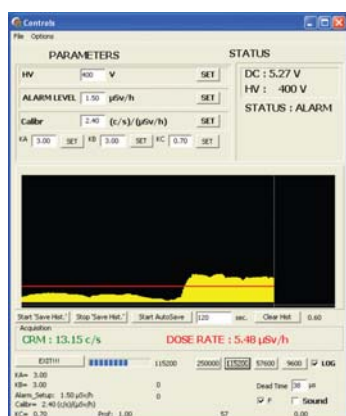 Controls
File Options
PARAMETERS STATUS
HV 400 V SET DC : 5.27 V
HV : 400 V
ALARM LEVEL 1.50 µSv/h SET STATUS : ALARM
Calibr 2.40 (c/s)/(µSv/h) SET
KA 3.00 SET KB 3.00 SET KC 0.70 SET
Start 'Save Hist.' Stop 'Save Hist.' Start AutoSave 120 sec. Clear Hist 0.60
Acquisition
CRM : 13.15 c/s DOSE RATE : 5.48 µSv/h
EXIT!!! 115200 250000 115200 57600 9600 LOG
KA= 3.00
KB= 3.00 0 Dead Time 38 µs
Alarm_Setup: 1.50 µSv/h 0 F Sound
Calibr= 2.40 (c/s)/(µSv/h)
KC= 0.70 Prof: 1.00 57 0.00